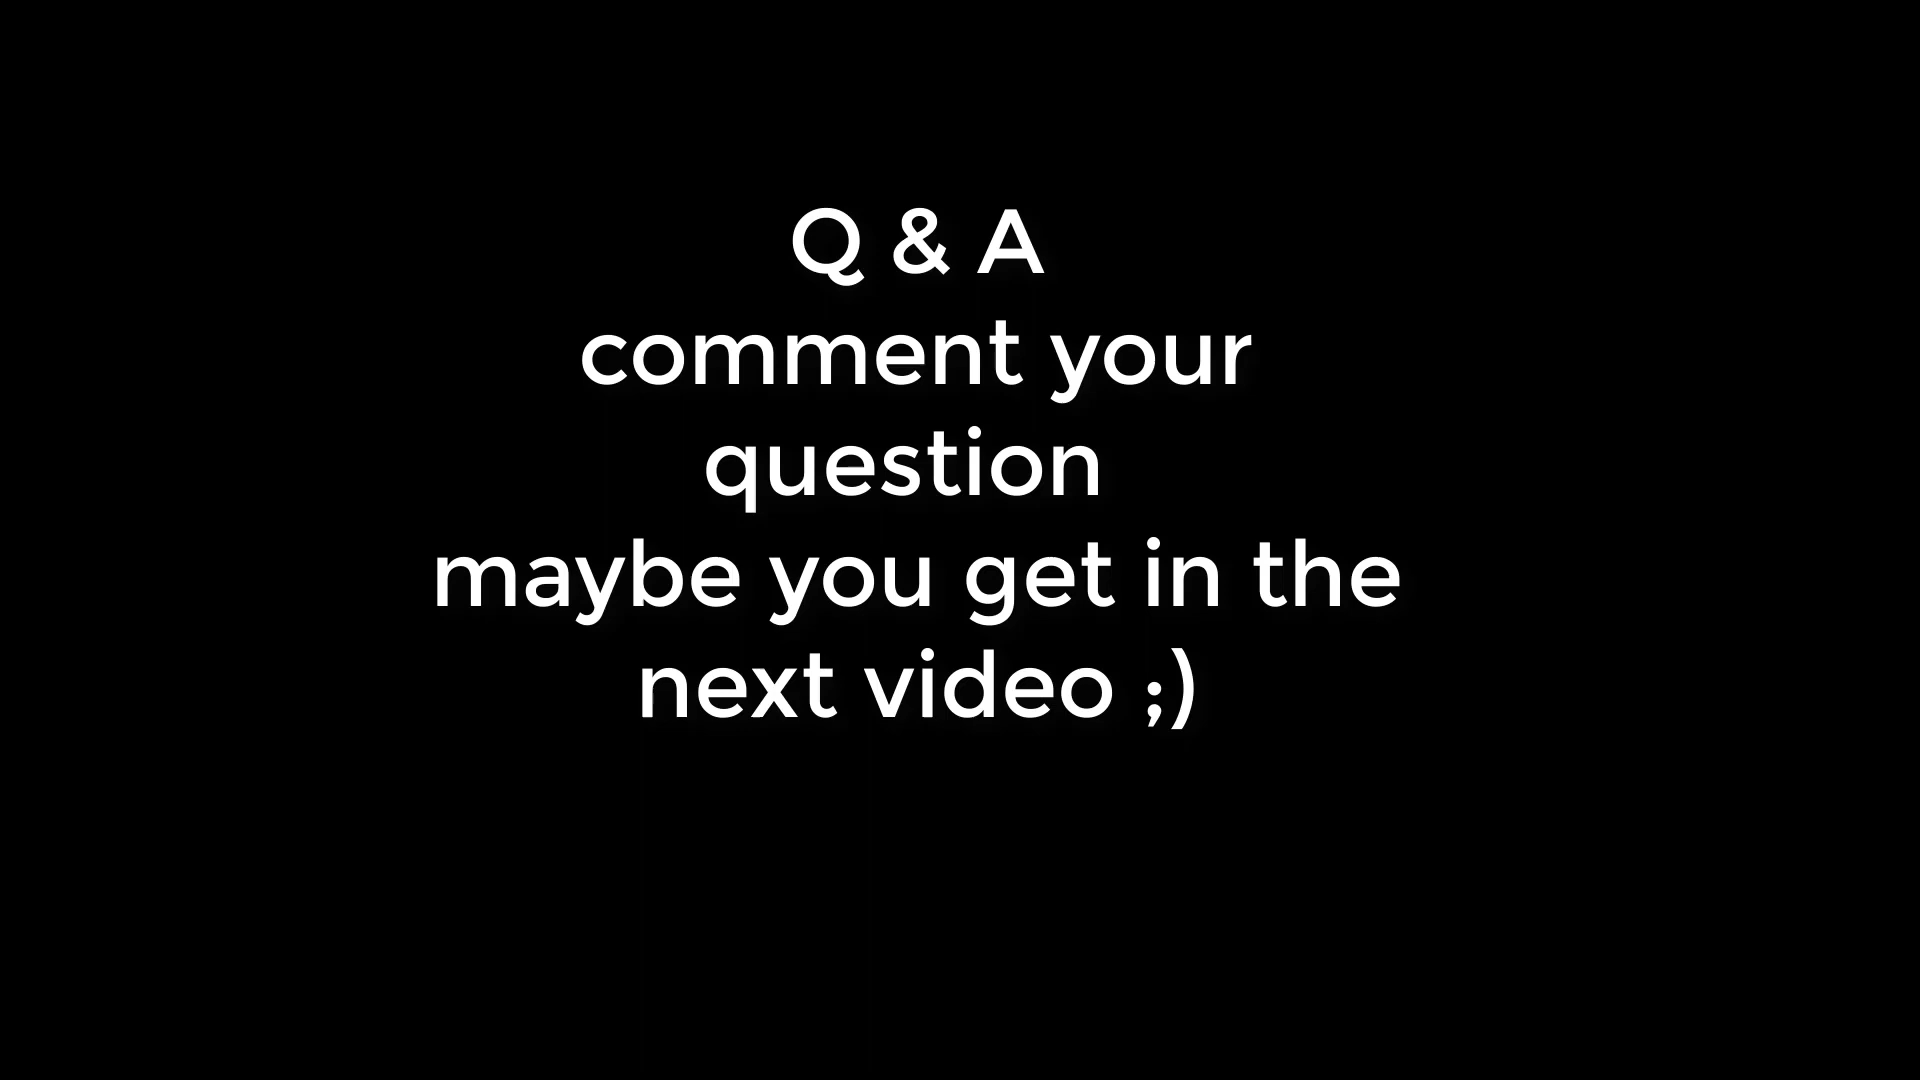 Q & A
comment your
question
maybe you get in the
next video ;)